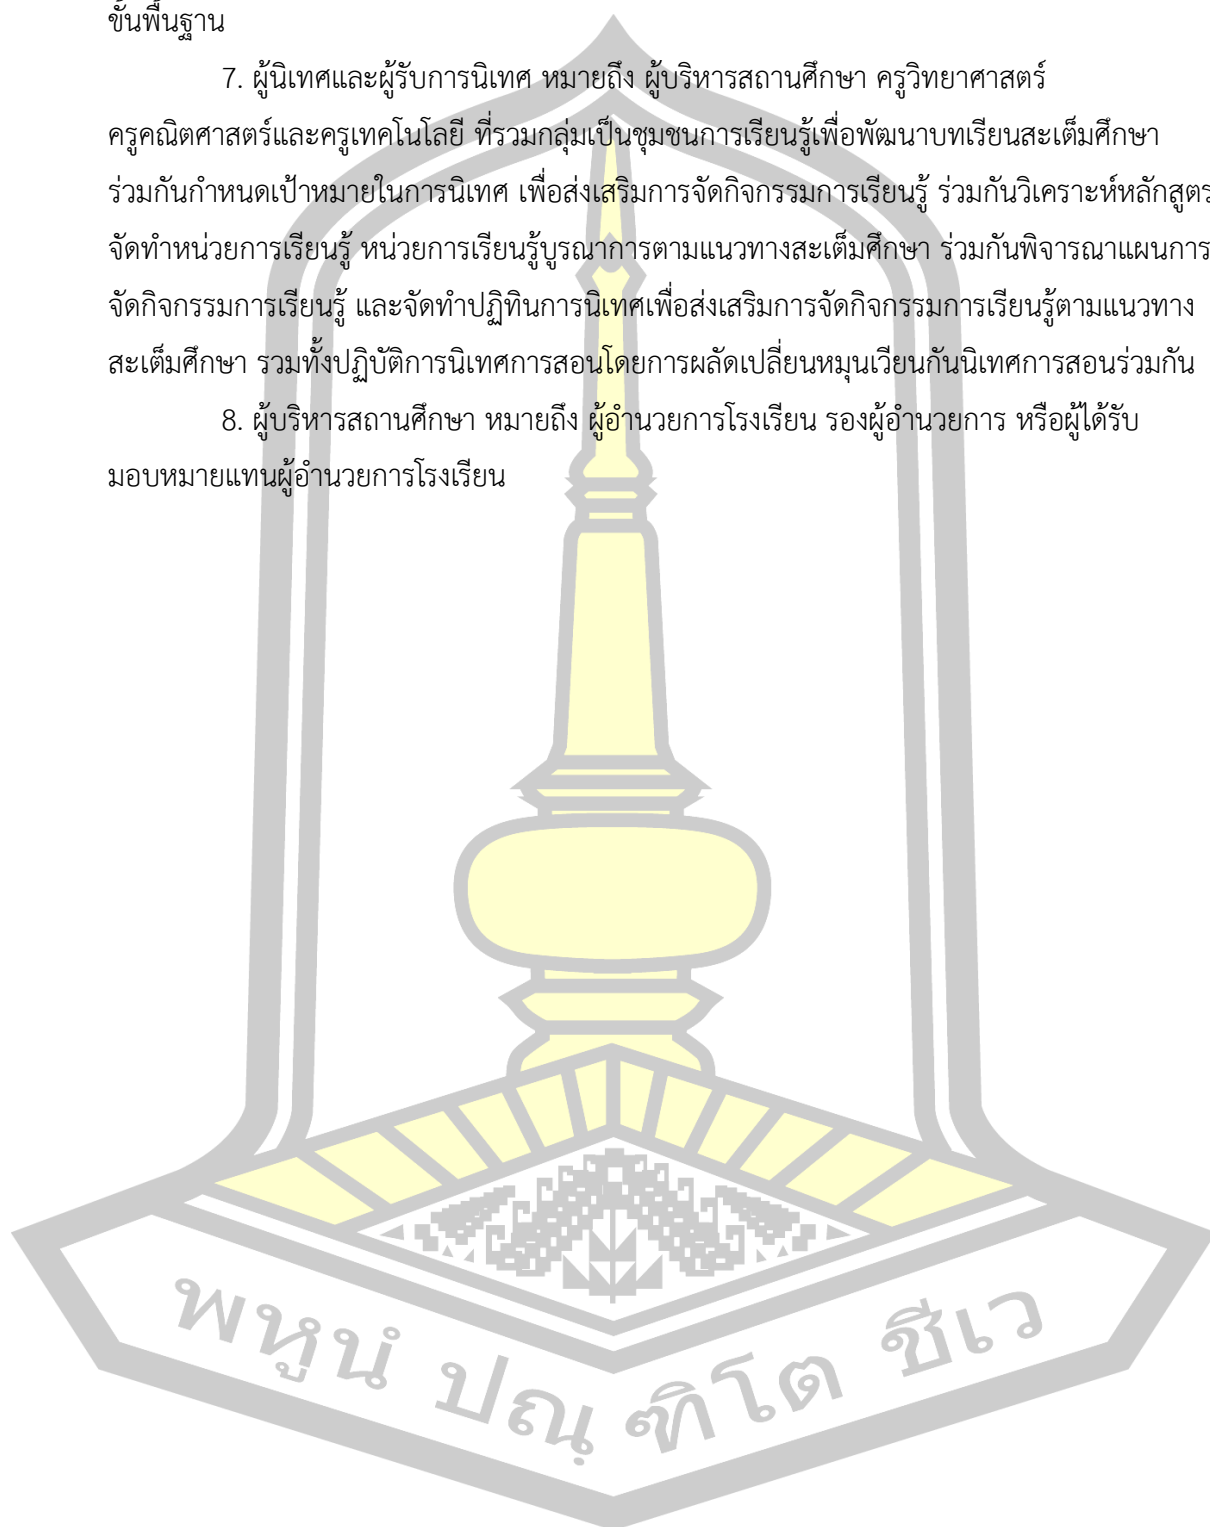 ขั้นพื้นฐาน
7. ผู้นิเทศและผู้รับการนิเทศ หมายถึง ผู้บริหารสถานศึกษา ครูวิทยาศาสตร์
ครูคณิตศาสตร์และครูเทคโนโลยี ที่รวมกลุ่มเป็นชุมชนการเรียนรู้เพื่อพัฒนาบทเรียนสะเต็มศึกษา
ร่วมกันกำหนดเป้าหมายในการนิเทศ เพื่อส่งเสริมการจัดกิจกรรมการเรียนรู้ ร่วมกันวิเคราะห์หลักสูตร
จัดทำหน่วยการเรียนรู้ หน่วยการเรียนรู้บูรณาการตามแนวทางสะเต็มศึกษา ร่วมกันพิจารณาแผนการ
จัดกิจกรรมการเรียนรู้ และจัดทำปฏิทินการนิเทศเพื่อส่งเสริมการจัดกิจกรรมการเรียนรู้ตามแนวทาง
สะเต็มศึกษา รวมทั้งปฏิบัติการนิเทศการสอนโดยการผลัดเปลี่ยนหมุนเวียนกันนิเทศการสอนร่วมกัน
8. ผู้บริหารสถานศึกษา หมายถึง ผู้อำนวยการโรงเรียน รองผู้อำนวยการ หรือผู้ได้รับ
มอบหมายแทนผู้อำนวยการโรงเรียน
พหูนํ ปณฺ ฑิโต ชีเว